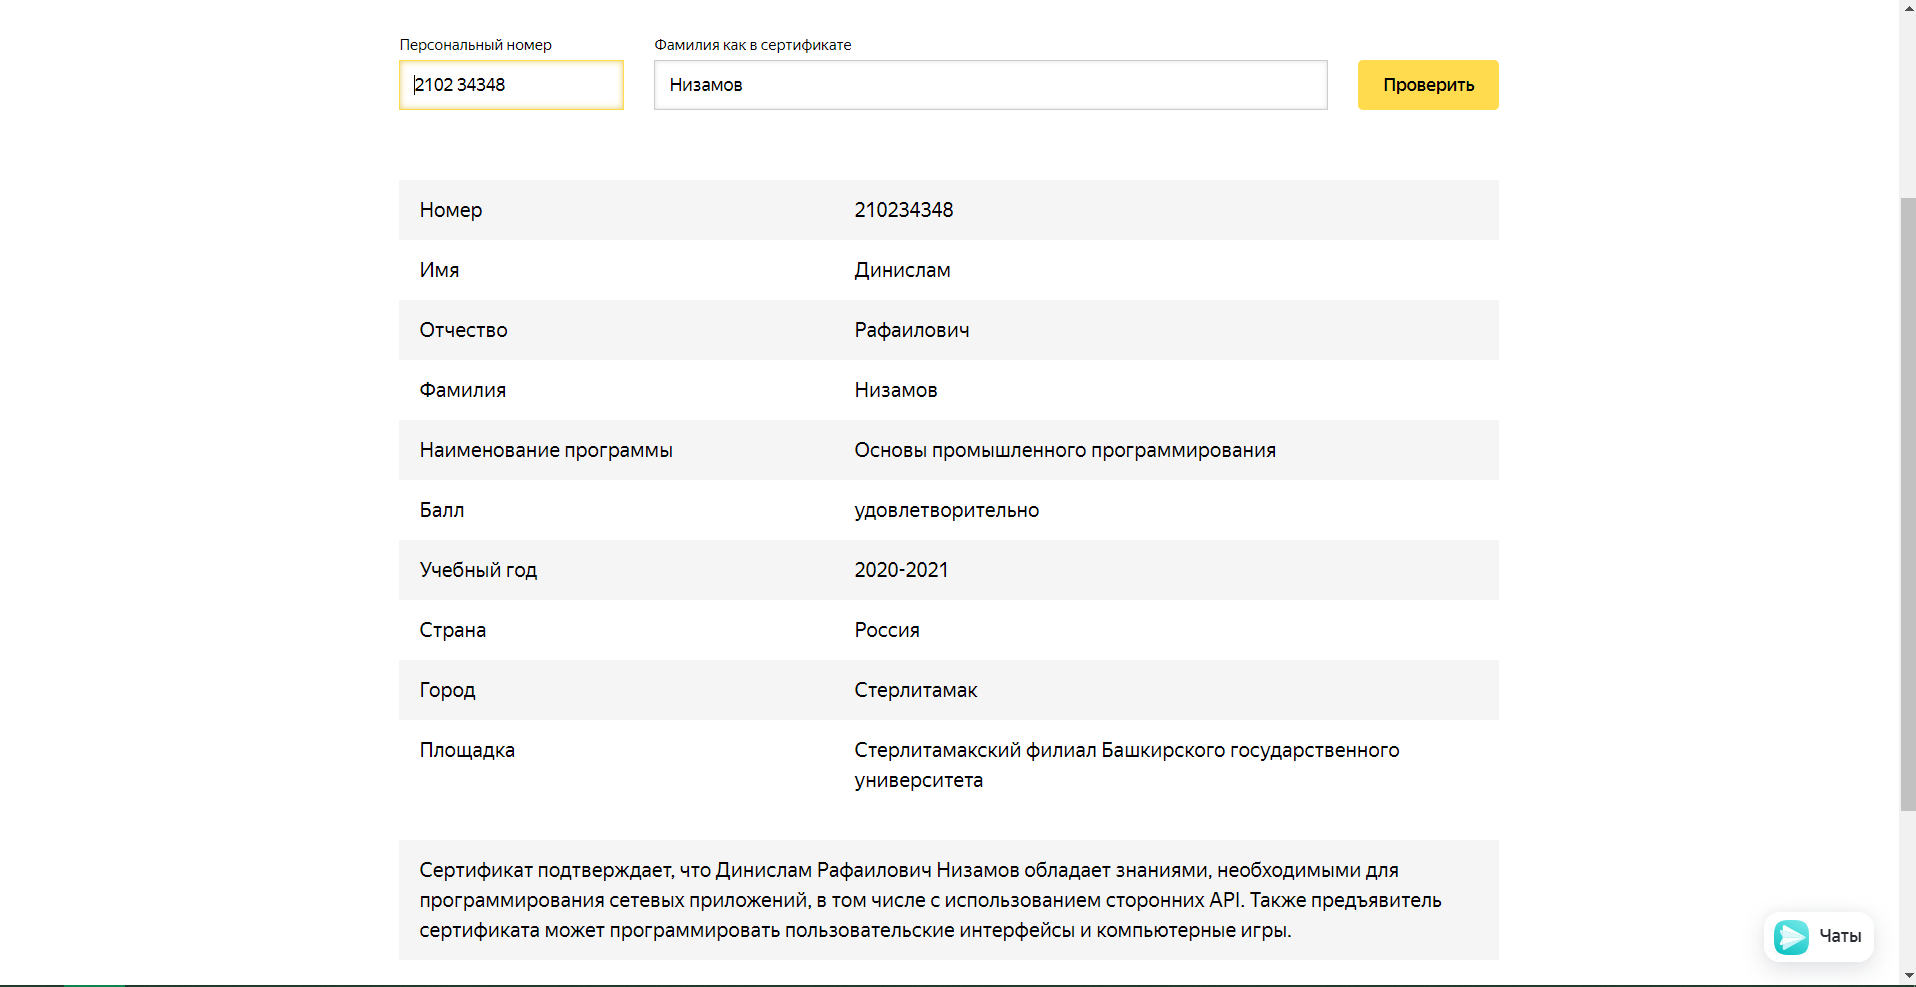 Персональный номер Фамилия как в сертификате
2102 34348 Низамов Проверить
Номер 210234348
Имя Динислам
Отчество Рафаилович
Фамилия Низамов
Наименование программы Основы промышленного программирования
Балл удовлетворительно
Учебный год 2020-2021
Страна Россия
Город Стерлитамак
Площадка Стерлитамакский филиал Башкирского государственного
университета
Сертификат подтверждает, что Динислам Рафаилович Низамов обладает знаниями, необходимыми для
программирования сетевых приложений, в том числе с использованием сторонних API. Также предъявитель
сертификата может программировать пользовательские интерфейсы и компьютерные игры.
Чаты